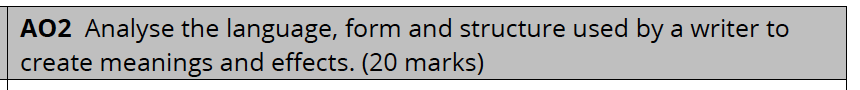 AO2 Analyse the language, form and structure used by a writer to
create meanings and effects. (20 marks)